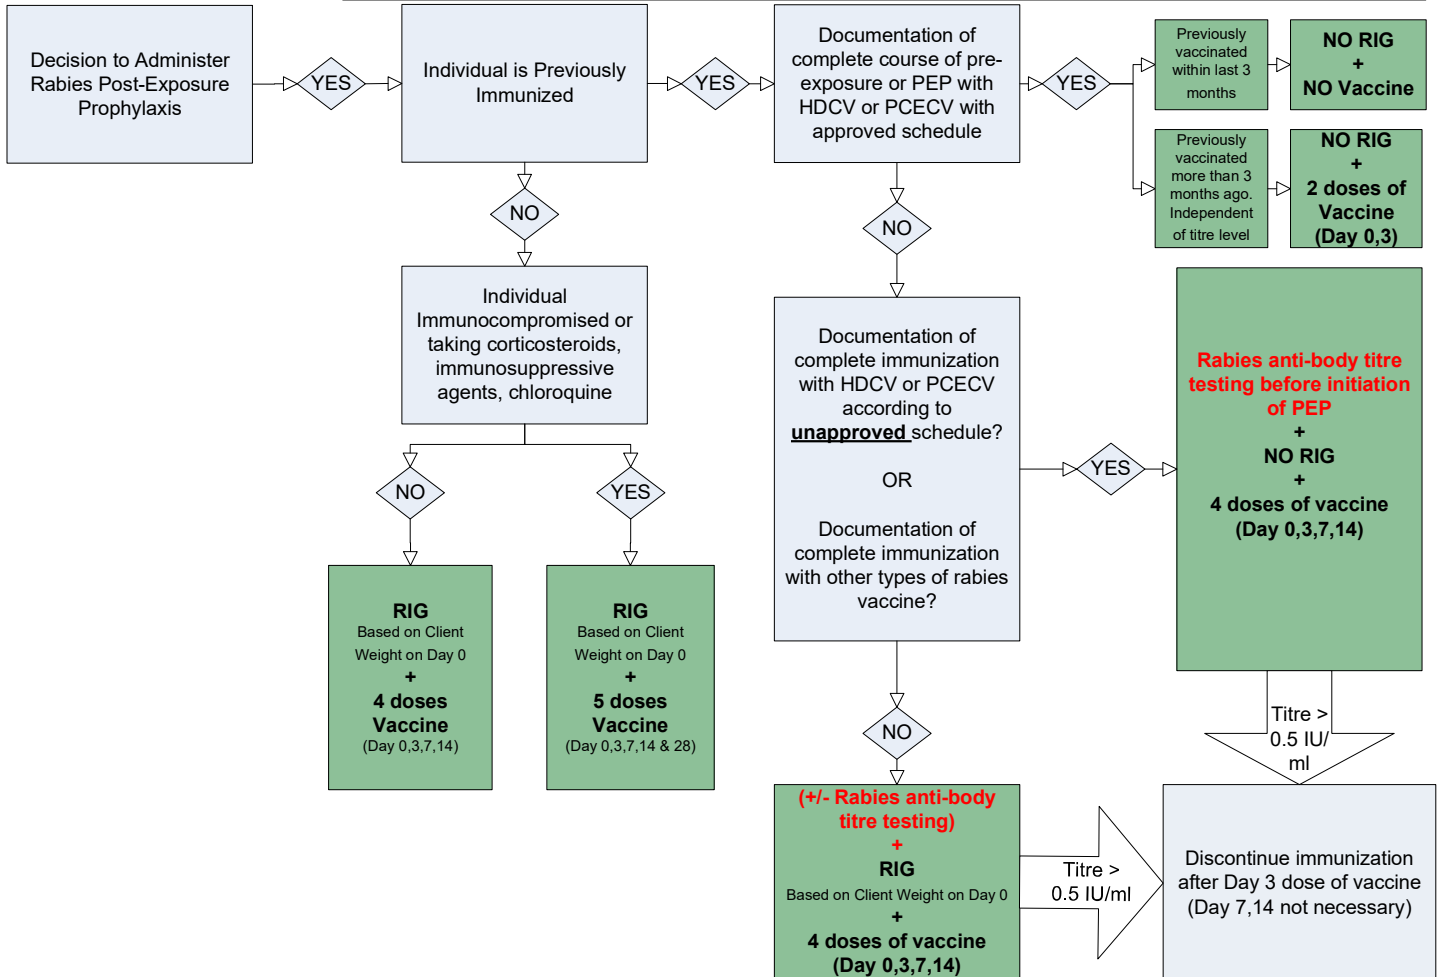 Decision to Administer
Rabies Post-Exposure
Prophylaxis
YES
Individual is Previously
Immunized
YES
Documentation of
complete course of pre-
exposure or PEP with
HDCV or PCECV with
approved schedule
YES
Previously
vaccinated
within last 3
months
NO RIG
+
NO Vaccine
Previously
vaccinated
more than 3
months ago.
Independent
of titre level
NO RIG
+
2 doses of
Vaccine
(Day 0,3)
NO
NO
Individual
Immunocompromised or
taking corticosteroids,
immunosuppressive
agents, chloroquine
NO
YES
RIG
Based on Client
Weight on Day 0
+
4 doses
Vaccine
(Day 0,3,7,14)
RIG
Based on Client
Weight on Day 0
+
5 doses
Vaccine
(Day 0,3,7,14 & 28)
Documentation of
complete immunization
with HDCV or PCECV
according to
unapproved schedule?
OR
Documentation of
complete immunization
with other types of rabies
vaccine?
YES
Rabies anti-body titre
testing before initiation
of PEP
+
NO RIG
+
4 doses of vaccine
(Day 0,3,7,14)
Titre >
0.5 IU/
ml
NO
(+/- Rabies anti-body
titre testing)
+
RIG
Based on Client Weight on Day 0
+
4 doses of vaccine
(Day 0,3,7,14)
Titre >
0.5 IU/ml
Discontinue immunization
after Day 3 dose of vaccine
(Day 7,14 not necessary)